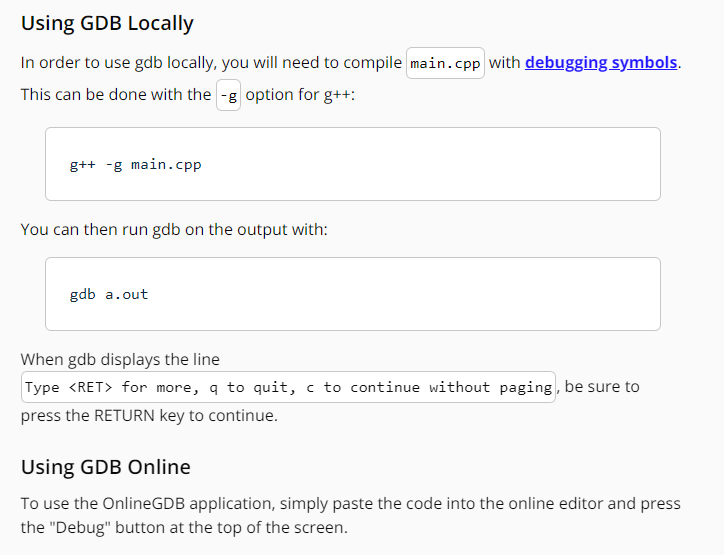 Using GDB Locally
In order to use gdb locally, you will need to compile main.cpp with debugging symbols.
This can be done with the -g option for g++:
g++ -g main.cpp
You can then run gdb on the output with:
gdb a.out
When gdb displays the line
Type <RET> for more, q to quit, c to continue without paging, be sure to
press the RETURN key to continue.
Using GDB Online
To use the OnlineGDB application, simply paste the code into the online editor and press
the "Debug" button at the top of the screen.